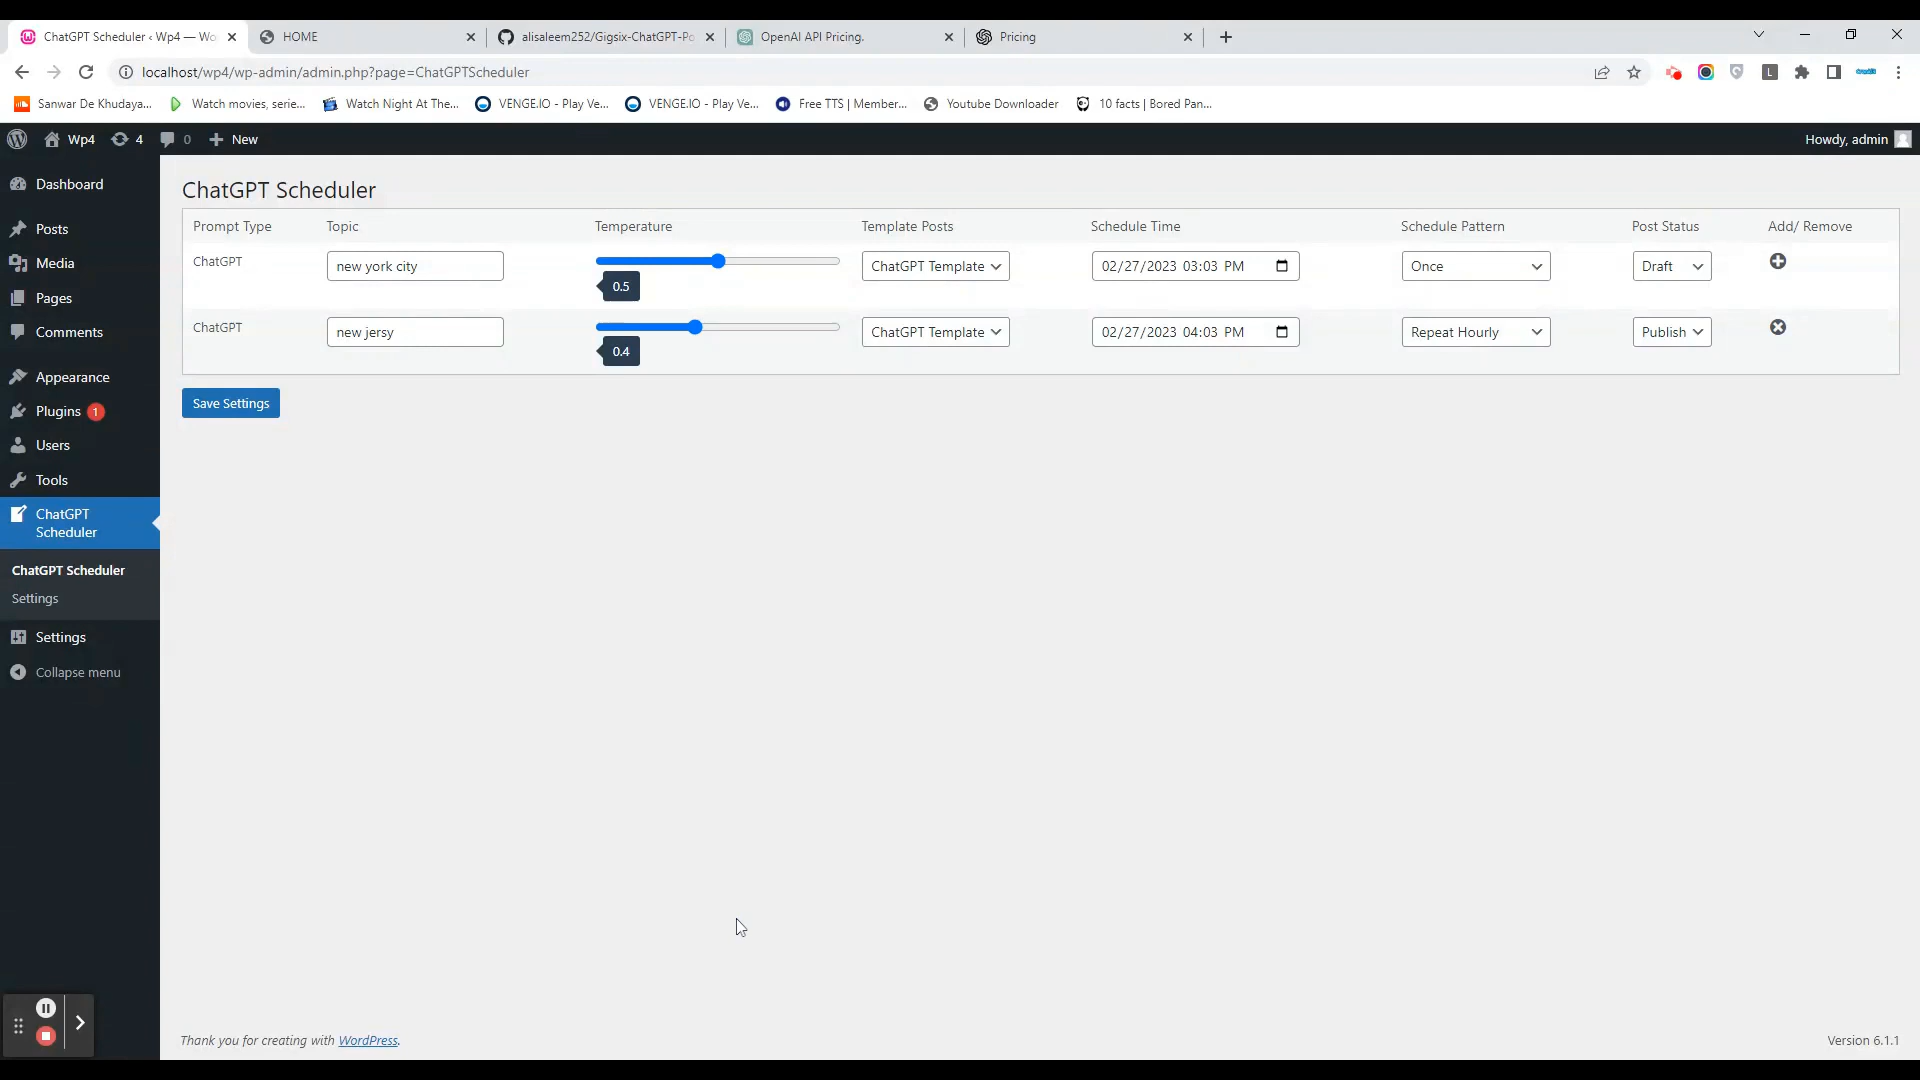 ChatGPT Scheduler ‹ Wp4 — Wo
HOME
alisaleem252/Gigsix-ChatGPT-Po
OpenAI API Pricing.
Pricing
localhost/wp4/wp-admin/admin.php?page=ChatGPTScheduler
Sanwar De Khudaya...
Watch movies, serie...
Watch Night At The...
VENGE.IO - Play Ve...
VENGE.IO - Play Ve...
Free TTS | Member...
Youtube Downloader
10 facts | Bored Pan...
Wp4
4
0
New
Howdy, admin
Dashboard
Posts
Media
Pages
Comments
Appearance
Plugins 1
Users
Tools
ChatGPT
Scheduler
ChatGPT Scheduler
Settings
Settings
Collapse menu
ChatGPT Scheduler
Prompt Type Topic Temperature Template Posts Schedule Time Schedule Pattern Post Status Add/ Remove
ChatGPT new york city ChatGPT Template 02/27/2023 03:03 PM Once Draft
0.5
ChatGPT new jersy ChatGPT Template 02/27/2023 04:03 PM Repeat Hourly Publish
0.4
Save Settings
Thank you for creating with WordPress.
Version 6.1.1